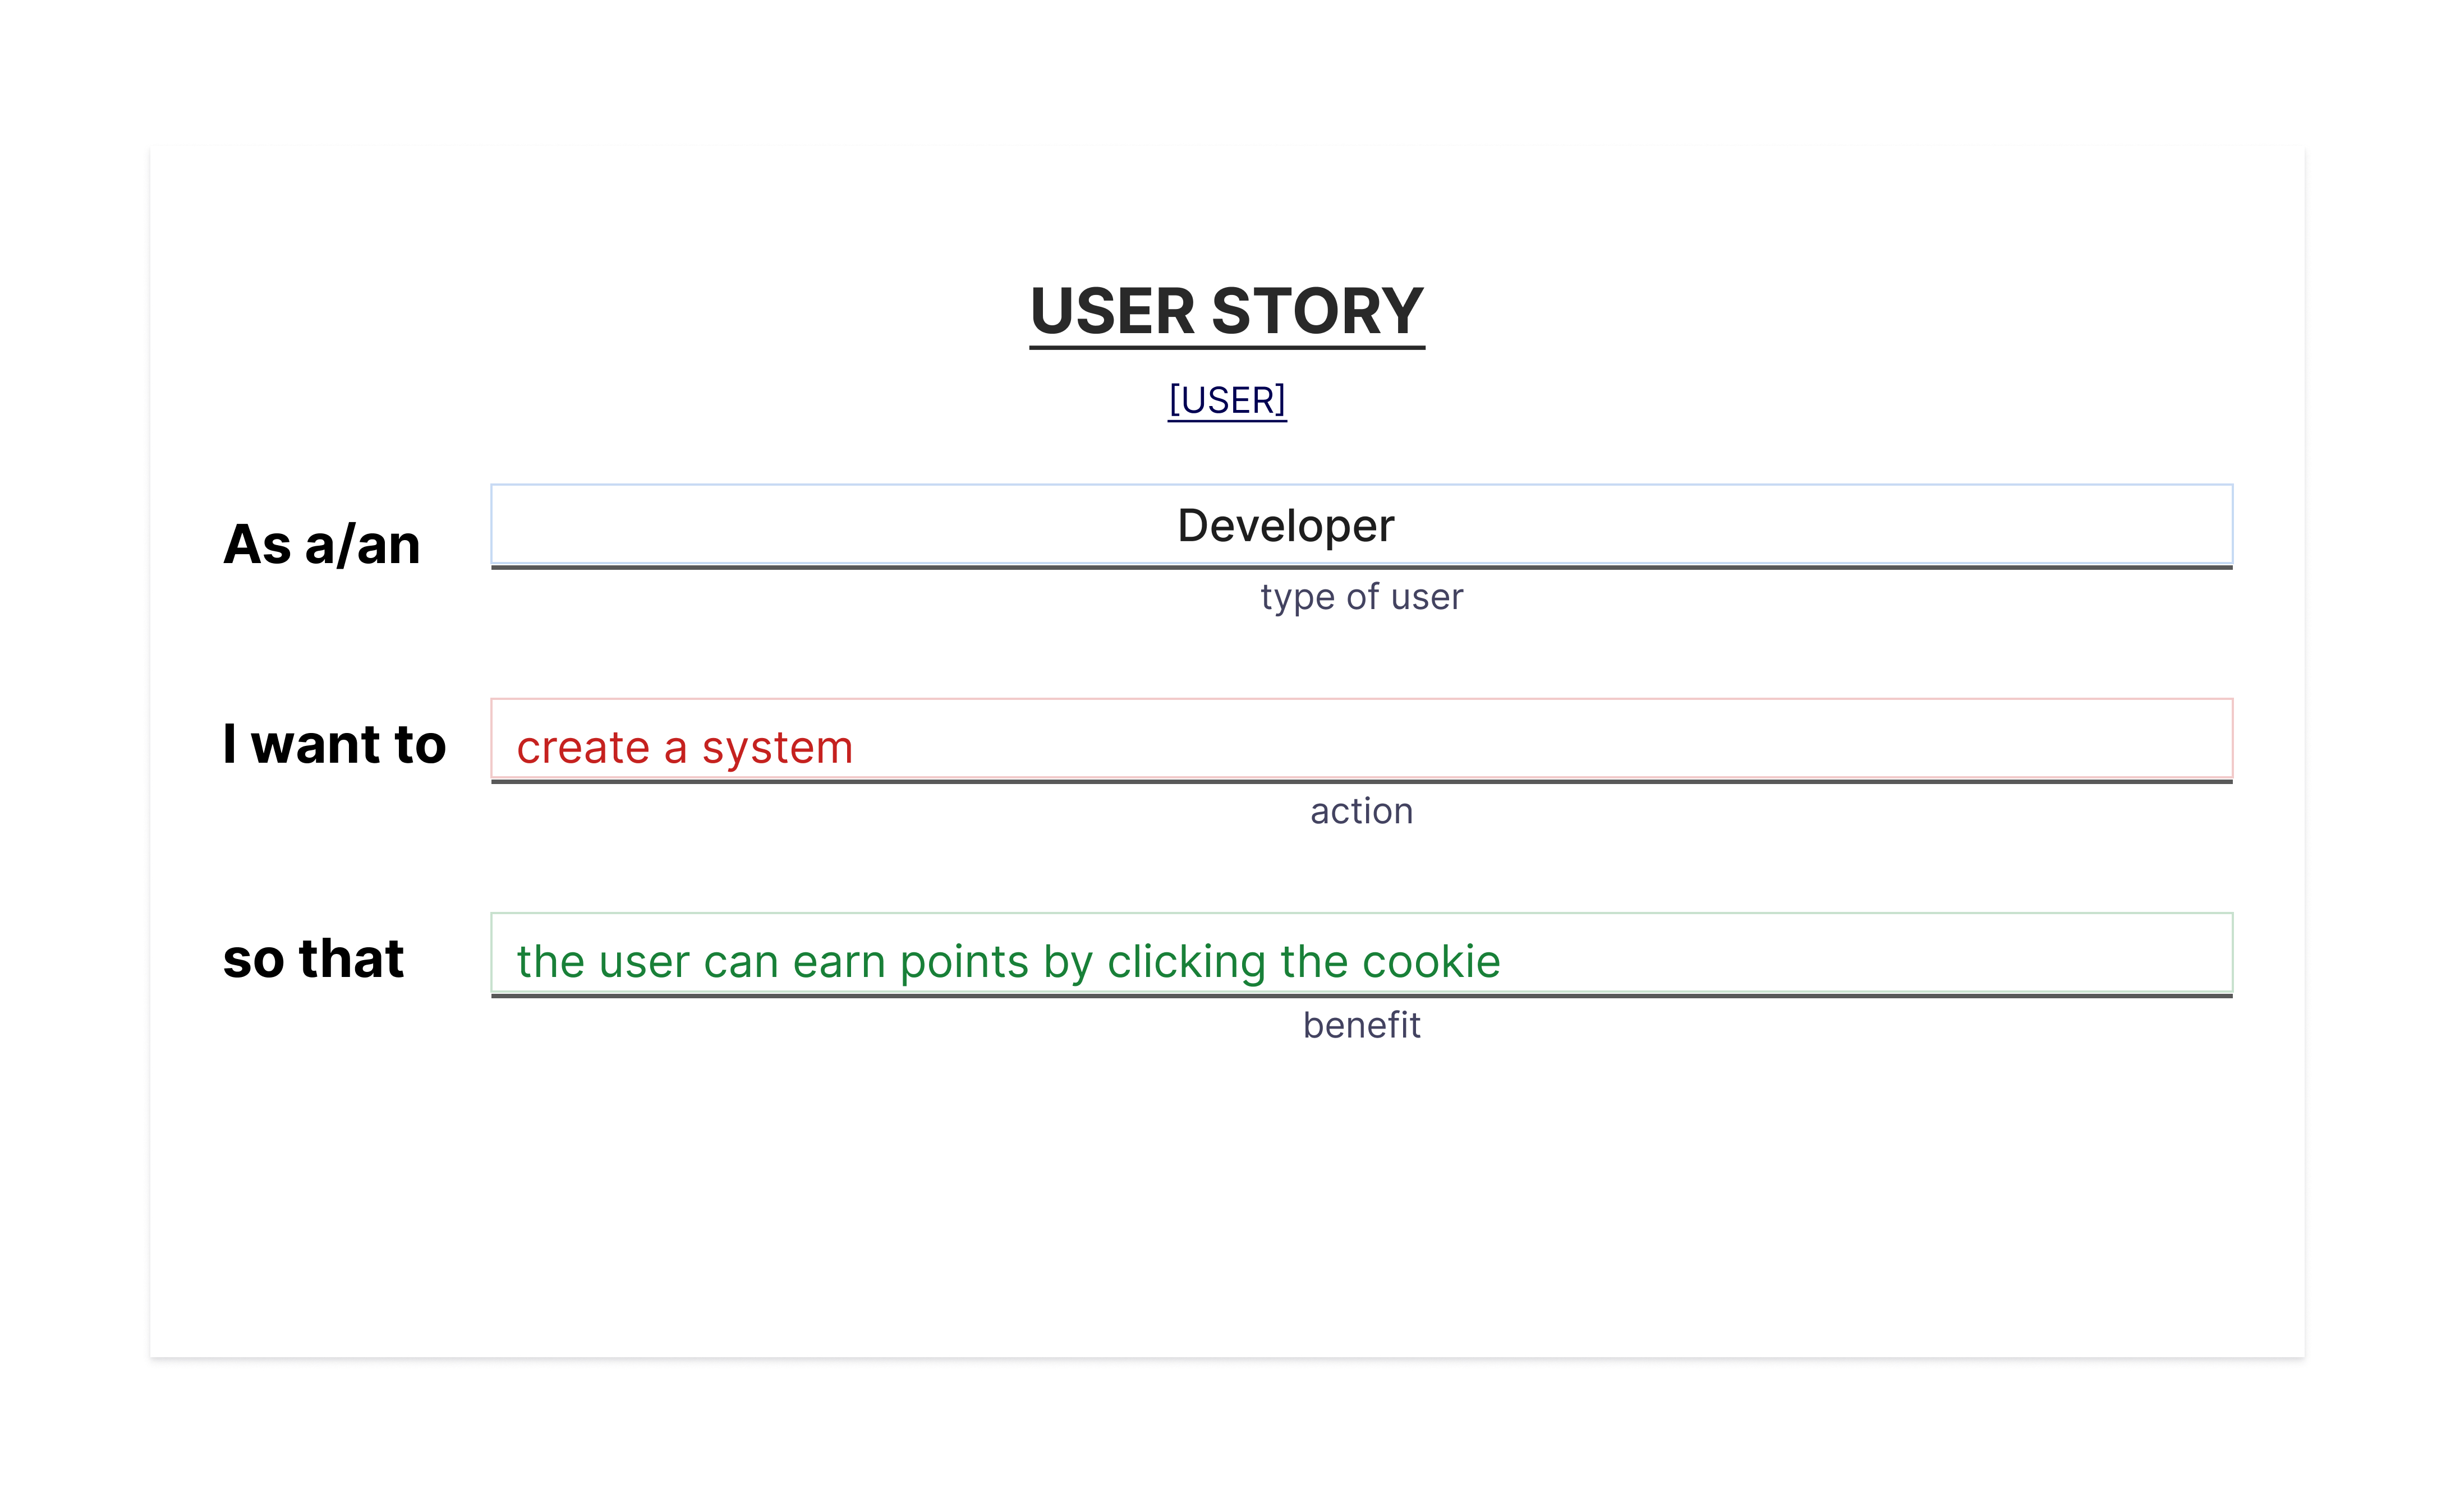 USER STORY
[USER]
As a/an Developer
type of user
I want to create a system
action
so that the user can earn points by clicking the cookie
benefit